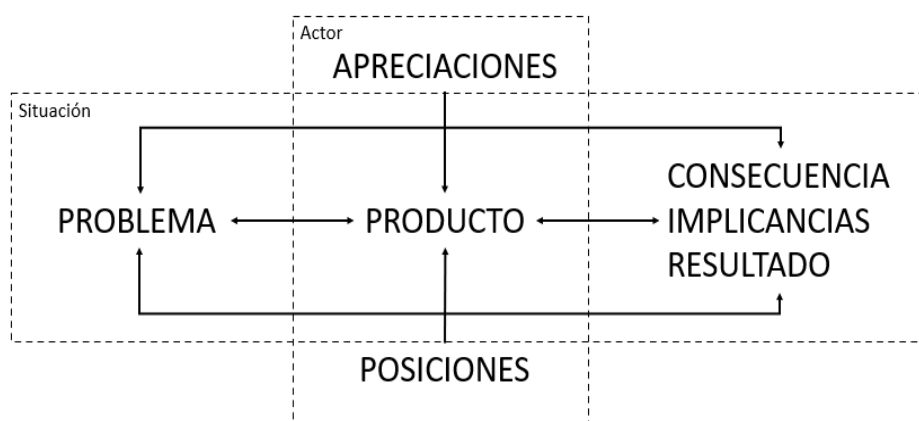 Actor
APRECIACIONES
Situación
PROBLEMA
PRODUCTO
CONSECUENCIA
IMPLICANCIAS
RESULTADO
POSICIONES